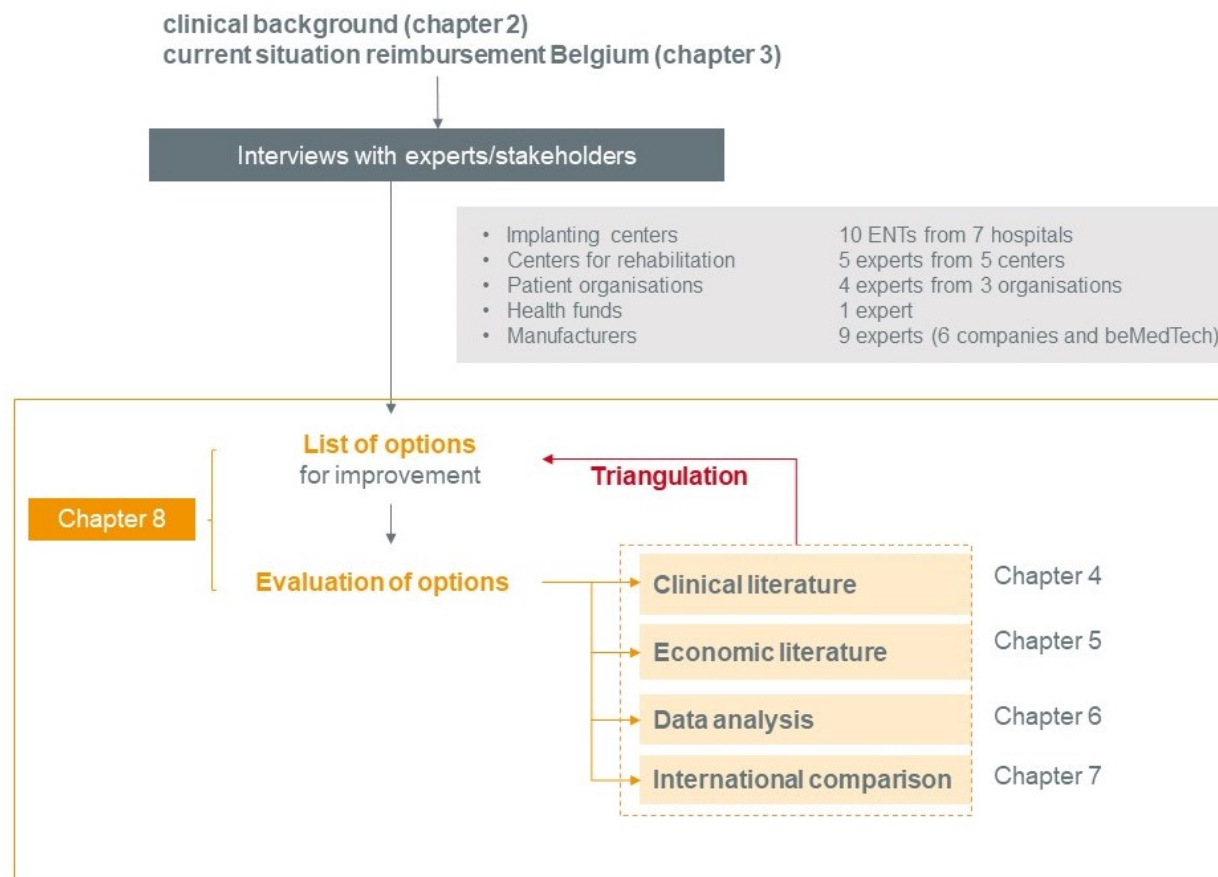 clinical background (chapter 2)
current situation reimbursement Belgium (chapter 3)
Interviews with experts/stakeholders
• Implanting centers 10 ENTs from 7 hospitals
• Centers for rehabilitation 5 experts from 5 centers
• Patient organisations 4 experts from 3 organisations
• Health funds 1 expert
• Manufacturers 9 experts (6 companies and beMedTech)
List of options
for improvement
Triangulation
Chapter 8
Evaluation of options
Clinical literature Chapter 4
Economic literature Chapter 5
Data analysis Chapter 6
International comparison Chapter 7